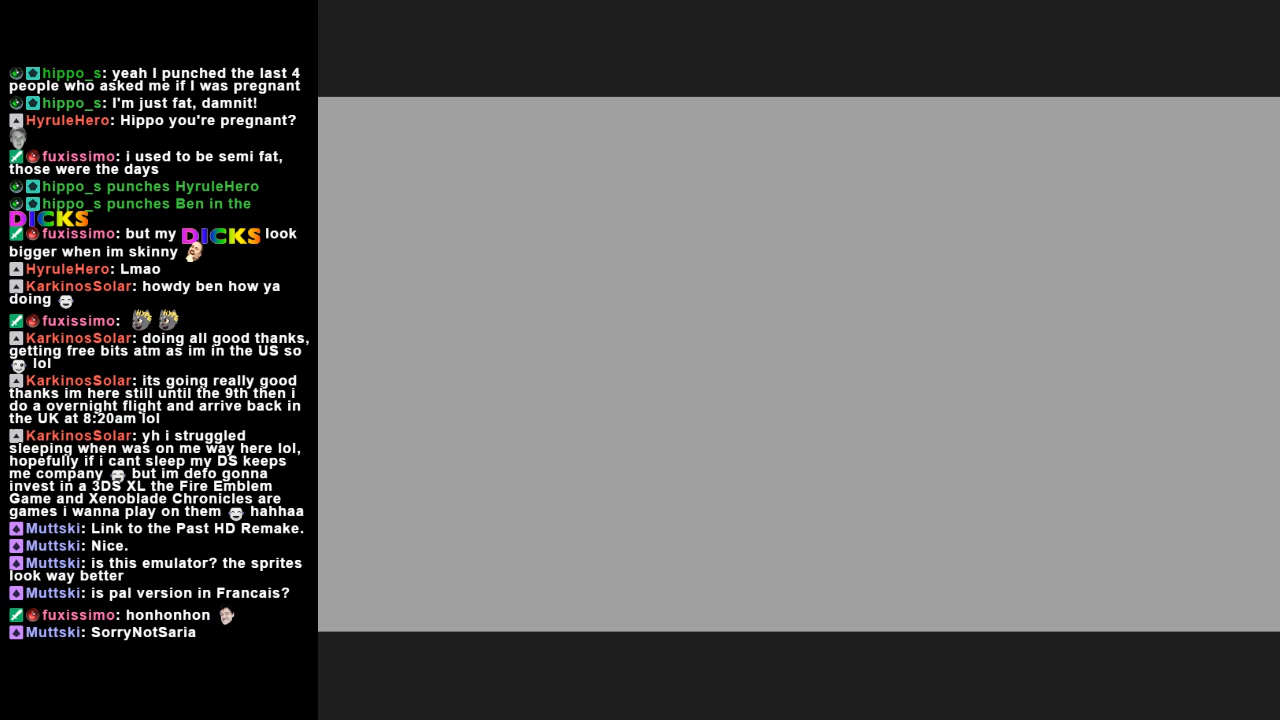 hippo_s: yeah I punched the last 4
people who asked me if I was pregnant
hippo_s: I'm just fat, damnit!
HyruleHero: Hippo you're pregnant?
fuxissimo: i used to be semi fat,
those were the days
hippo_s punches HyruleHero
hippo_s punches Ben in the
DICKS
fuxissimo: but my DICKS look
bigger when im skinny
HyruleHero: Lmao
KarkinosSolar: howdy ben how ya
doing
fuxissimo:
KarkinosSolar: doing all good thanks,
getting free bits atm as im in the US so
lol
KarkinosSolar: its going really good
thanks im here still until the 9th then i
do a overnight flight and arrive back in
the UK at 8:20am lol
KarkinosSolar: yh i struggled
sleeping when was on me way here lol,
hopefully if i cant sleep my DS keeps
me company but im defo gonna
invest in a 3DS XL the Fire Emblem
Game and Xenoblade Chronicles are
games i wanna play on them hahhaa
Muttski: Link to the Past HD Remake.
Muttski: Nice.
Muttski: is this emulator? the sprites
look way better
Muttski: is pal version in Francais?
fuxissimo: honhonhon
Muttski: SorryNotSaria